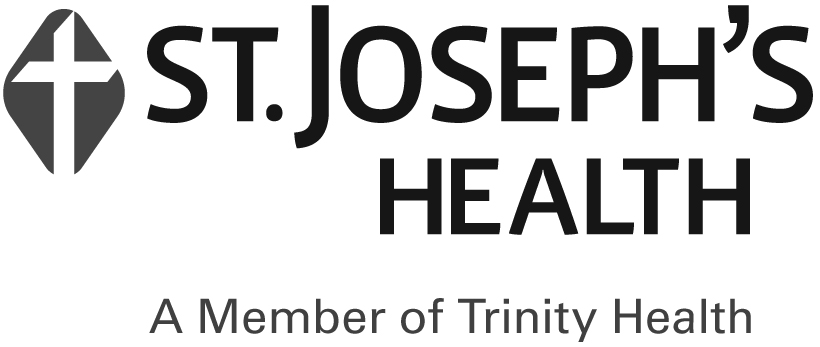 ST. JOSEPH'S
HEALTH
A Member of Trinity Health